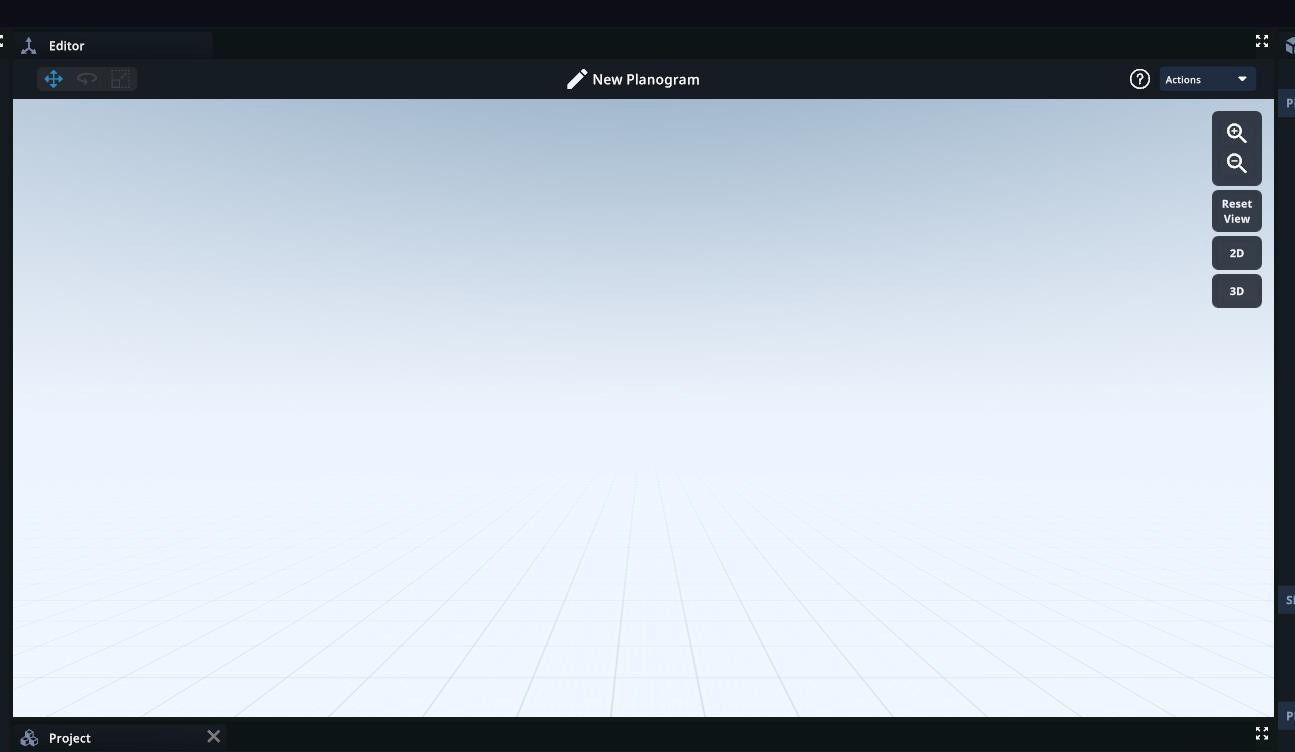 Editor
New Planogram
Actions
Reset
View
2D
3D
Project